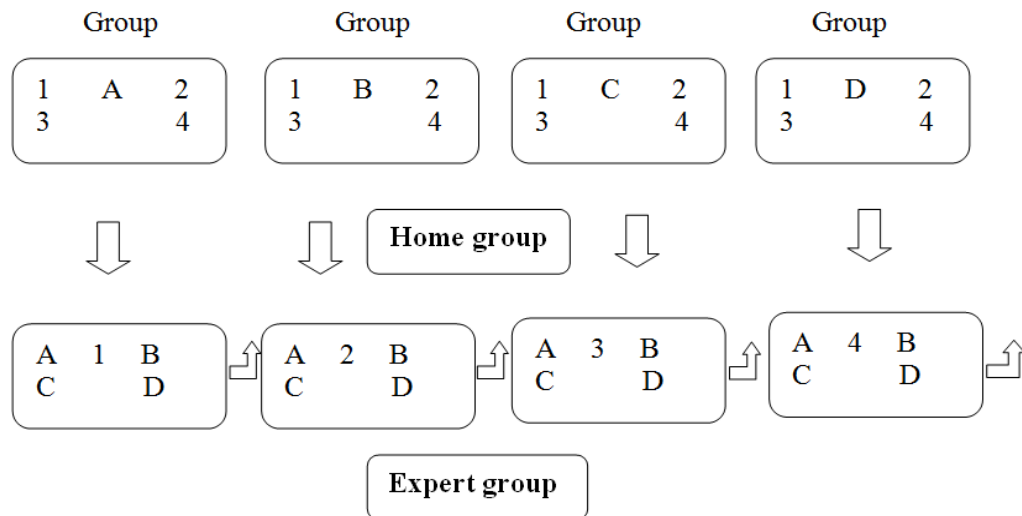 Group Group Group Group
1 A 2 1 B 2 1 C 2 1 D 2
3 4 3 4 3 4 3 4
Home group
A 1 B A 2 B A 3 B A 4 B
C D C D C D C D
Expert group